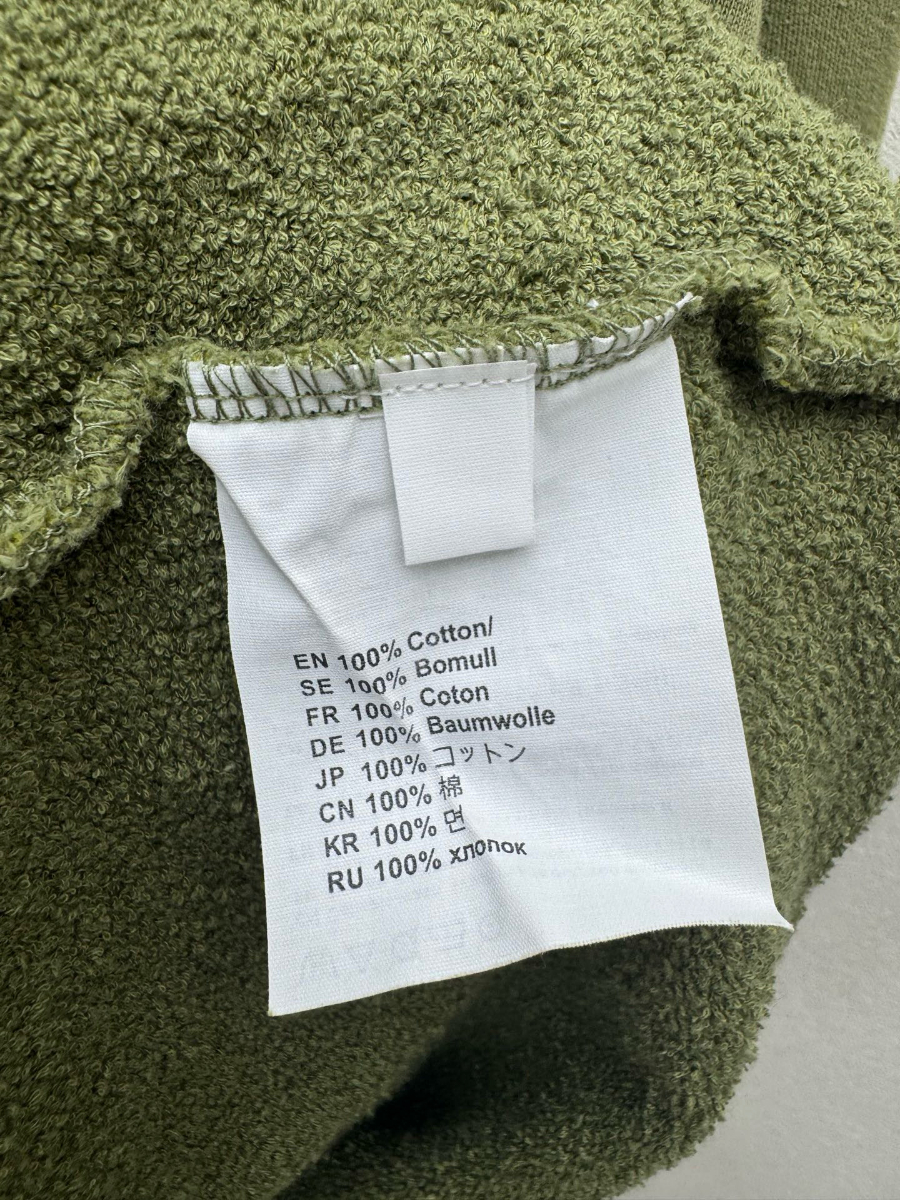 EN 100% Cotton/
SE 100% Bomull
FR 100% Coton
DE 100% Baumwolle
JP 100% コットン
CN 100% 棉
KR 100% 면
RU 100% хлопок